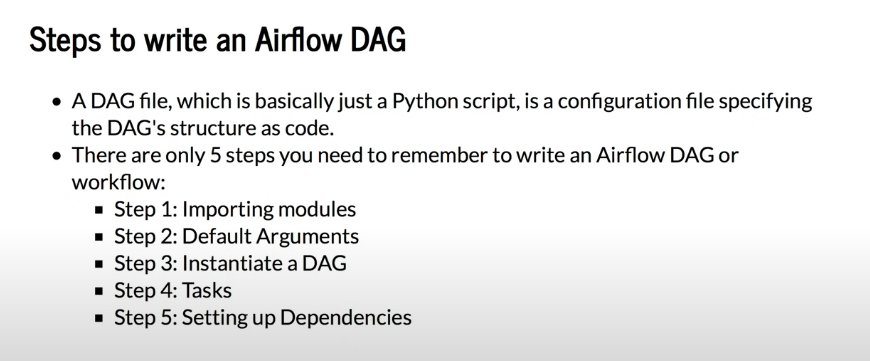 Steps to write an Airflow DAG
• A DAG file, which is basically just a Python script, is a configuration file specifying
the DAG's structure as code.
• There are only 5 steps you need to remember to write an Airflow DAG or
workflow:
▪ Step 1: Importing modules
▪ Step 2: Default Arguments
▪ Step 3: Instantiate a DAG
▪ Step 4: Tasks
▪ Step 5: Setting up Dependencies